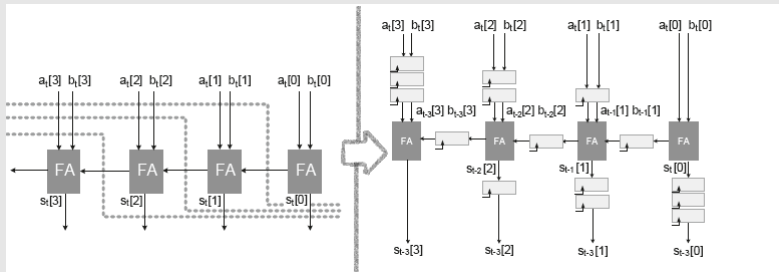 aₜ[3] bₜ[3] aₜ[2] bₜ[2] aₜ[1] bₜ[1] aₜ[0] bₜ[0]
FA FA FA FA
sₜ[3] sₜ[2] sₜ[1] sₜ[0]
aₜ[3] bₜ[3] aₜ[2] bₜ[2] aₜ[1] bₜ[1] aₜ[0] bₜ[0]
aₜ₋₃[3] bₜ₋₃[3] aₜ₋₂[2] bₜ₋₂[2] aₜ₋₁[1] bₜ₋₁[1]
FA FA FA FA
sₜ₋₂[2] sₜ₋₁[1] sₜ[0]
sₜ₋₃[3] sₜ₋₃[2] sₜ₋₃[1] sₜ₋₃[0]